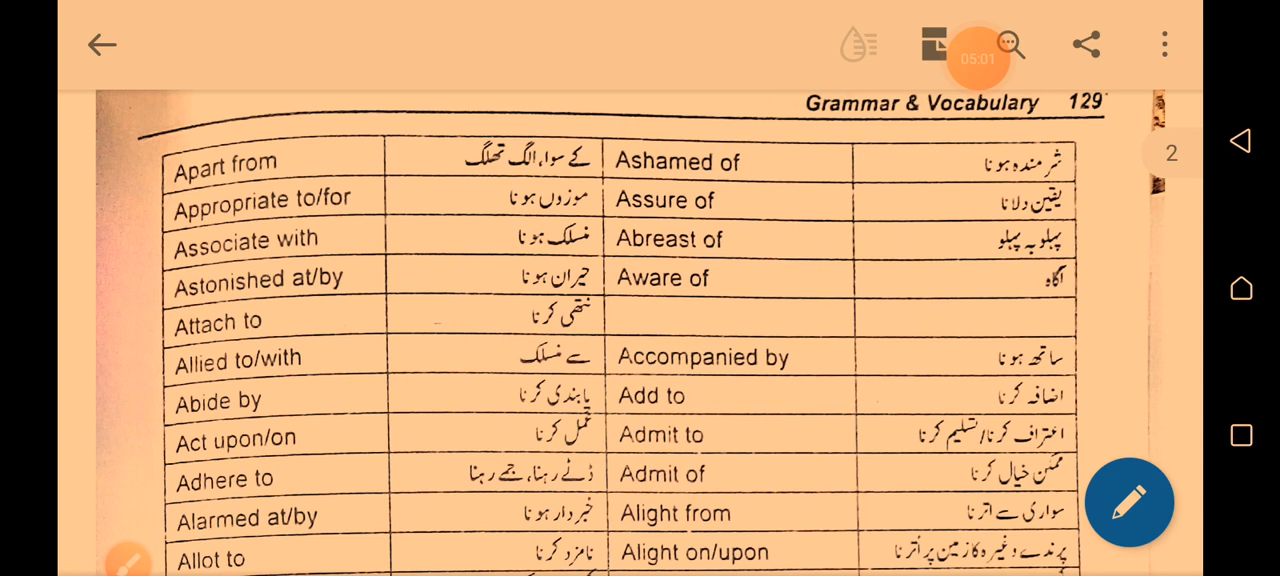 05:01
Grammar & Vocabulary 129
2
Apart from کے سوا، الگ تھلگ Ashamed of شرمندہ ہونا
Appropriate to/for موزوں ہونا Assure of یقین دلانا
Associate with منسلک ہونا Abreast of پہلو بہ پہلو
Astonished at/by حیران ہونا Aware of آگاہ
Attach to نتھی کرنا
Allied to/with سے منسلک Accompanied by ساتھ ہونا
Abide by پابندی کرنا Add to اضافہ کرنا
Act upon/on عمل کرنا Admit to اعتراف کرنا/تسلیم کرنا
Adhere to ڈٹے رہنا، جمے رہنا Admit of ممکن خیال کرنا
Alarmed at/by خبردار ہونا Alight from سواری سے اترنا
Allot to نامزد کرنا Alight on/upon پرندے وغیرہ کا زمین پر اُترنا